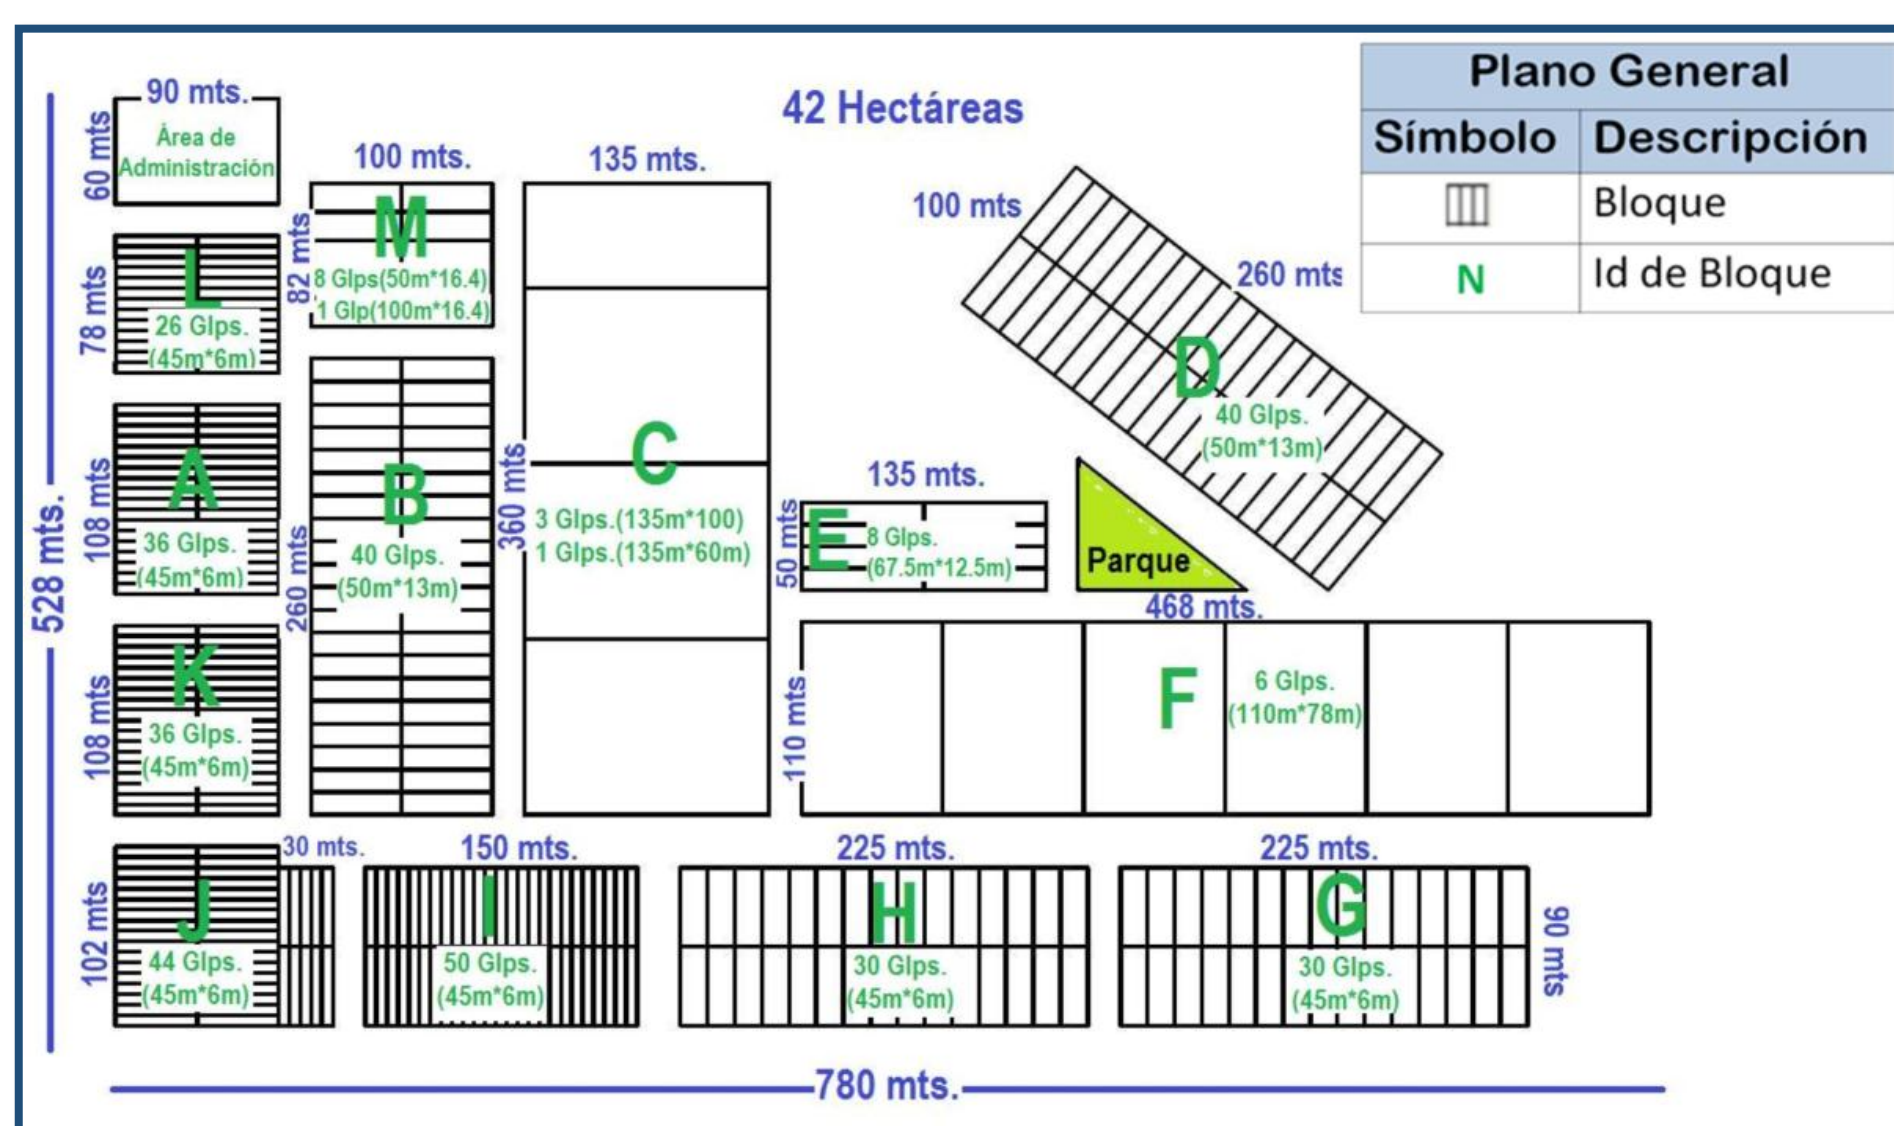 90 mts.
60 mts
Área de
Administración
42 Hectáreas
Plano General
Símbolo Descripción
Bloque
N Id de Bloque
100 mts.
82 mts
M
8 Glps(50m*16.4)
1 Glp(100m*16.4)
135 mts.
360 mts
C
3 Glps.(135m*100)
1 Glps.(135m*60m)
100 mts
260 mts
D
40 Glps.
(50m*13m)
78 mts
L
26 Glps.
(45m*6m)
528 mts.
108 mts
A
36 Glps.
(45m*6m)
260 mts
B
40 Glps.
(50m*13m)
135 mts.
50 mts
E
8 Glps.
(67.5m*12.5m)
Parque
108 mts
K
36 Glps.
(45m*6m)
468 mts.
110 mts
F
6 Glps.
(110m*78m)
102 mts
J
44 Glps.
(45m*6m)
30 mts.
150 mts.
I
50 Glps.
(45m*6m)
225 mts.
H
30 Glps.
(45m*6m)
225 mts.
G
30 Glps.
(45m*6m)
90 mts
780 mts.